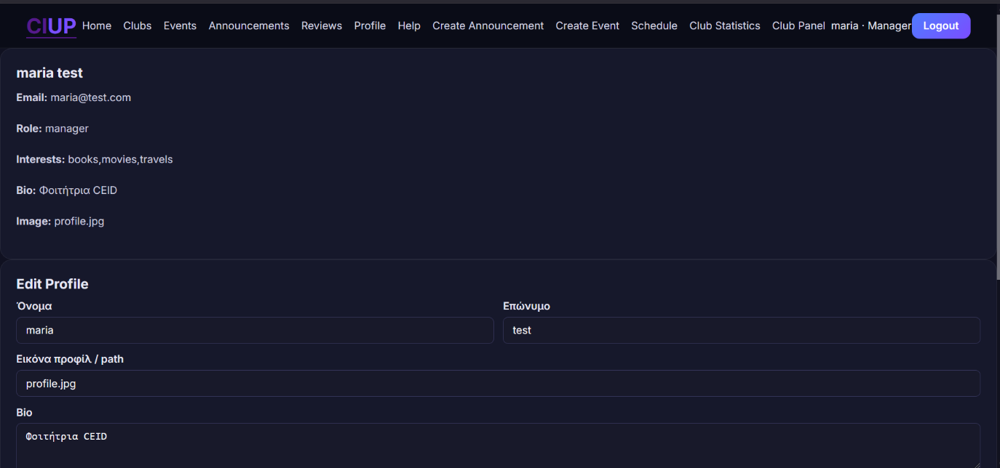 CIUP Home Clubs Events Announcements Reviews Profile Help Create Announcement Create Event Schedule Club Statistics Club Panel maria · Manager Logout
maria test
Email: maria@test.com
Role: manager
Interests: books,movies,travels
Bio: Φοιτήτρια CEID
Image: profile.jpg
Edit Profile
Όνομα Επώνυμο
maria test
Εικόνα προφίλ / path
profile.jpg
Bio
Φοιτήτρια CEID